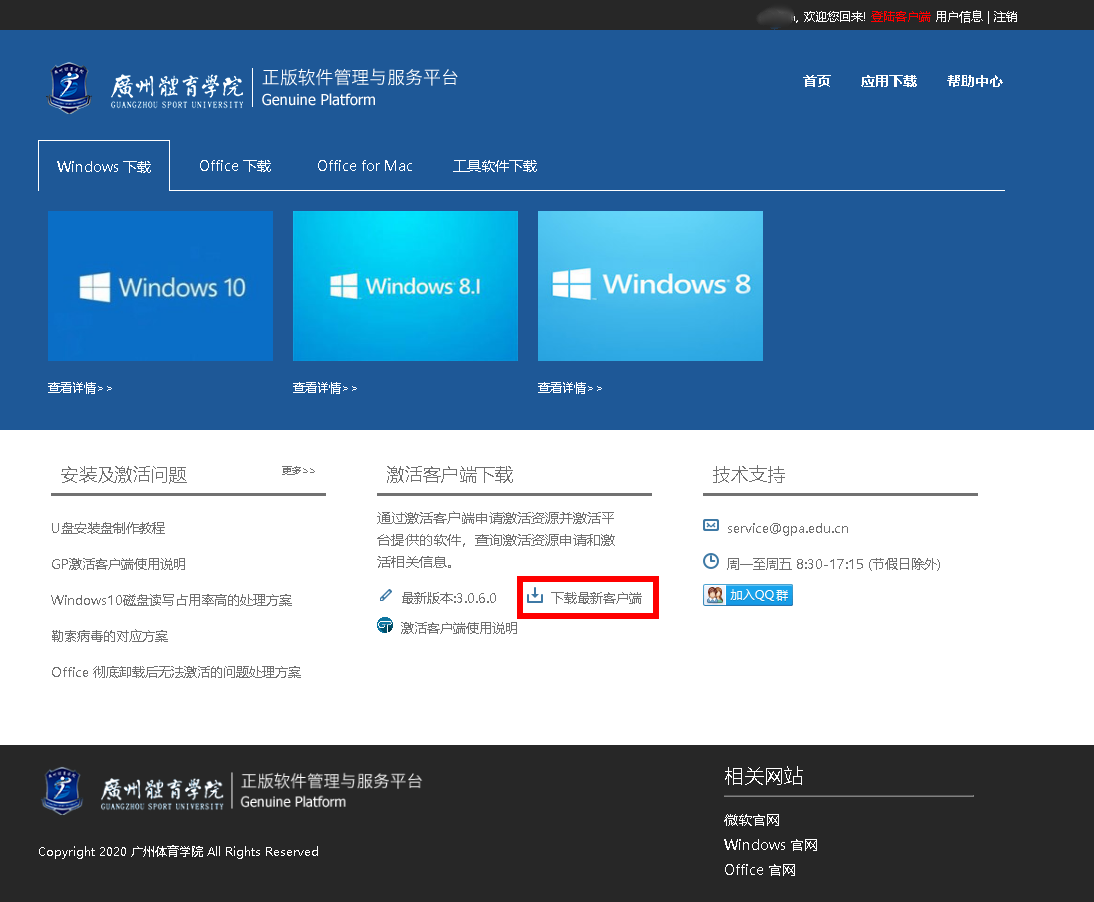 , 欢迎您回来! 登陆客户端 用户信息 | 注销
廣州體育學院
GUANGZHOU SPORT UNIVERSITY
正版软件管理与服务平台
Genuine Platform
首页 应用下载 帮助中心
Windows 下载 Office 下载 Office for Mac 工具软件下载
Windows 10
Windows 8.1
Windows 8
查看详情>> 查看详情>> 查看详情>>
安装及激活问题 更多>>
U盘安装盘制作教程
GP激活客户端使用说明
Windows10磁盘读写占用率高的处理方案
勒索病毒的对应方案
Office 彻底卸载后无法激活的问题处理方案
激活客户端下载
通过激活客户端申请激活资源并激活平
台提供的软件，查询激活资源申请和激
活相关信息。
最新版本:3.0.6.0 下载最新客户端
GP 激活客户端使用说明
技术支持
service@gpa.edu.cn
周一至周五 8:30-17:15 (节假日除外)
加入QQ群
廣州體育學院
GUANGZHOU SPORT UNIVERSITY
正版软件管理与服务平台
Genuine Platform
Copyright 2020 广州体育学院 All Rights Reserved
相关网站
微软官网
Windows 官网
Office 官网